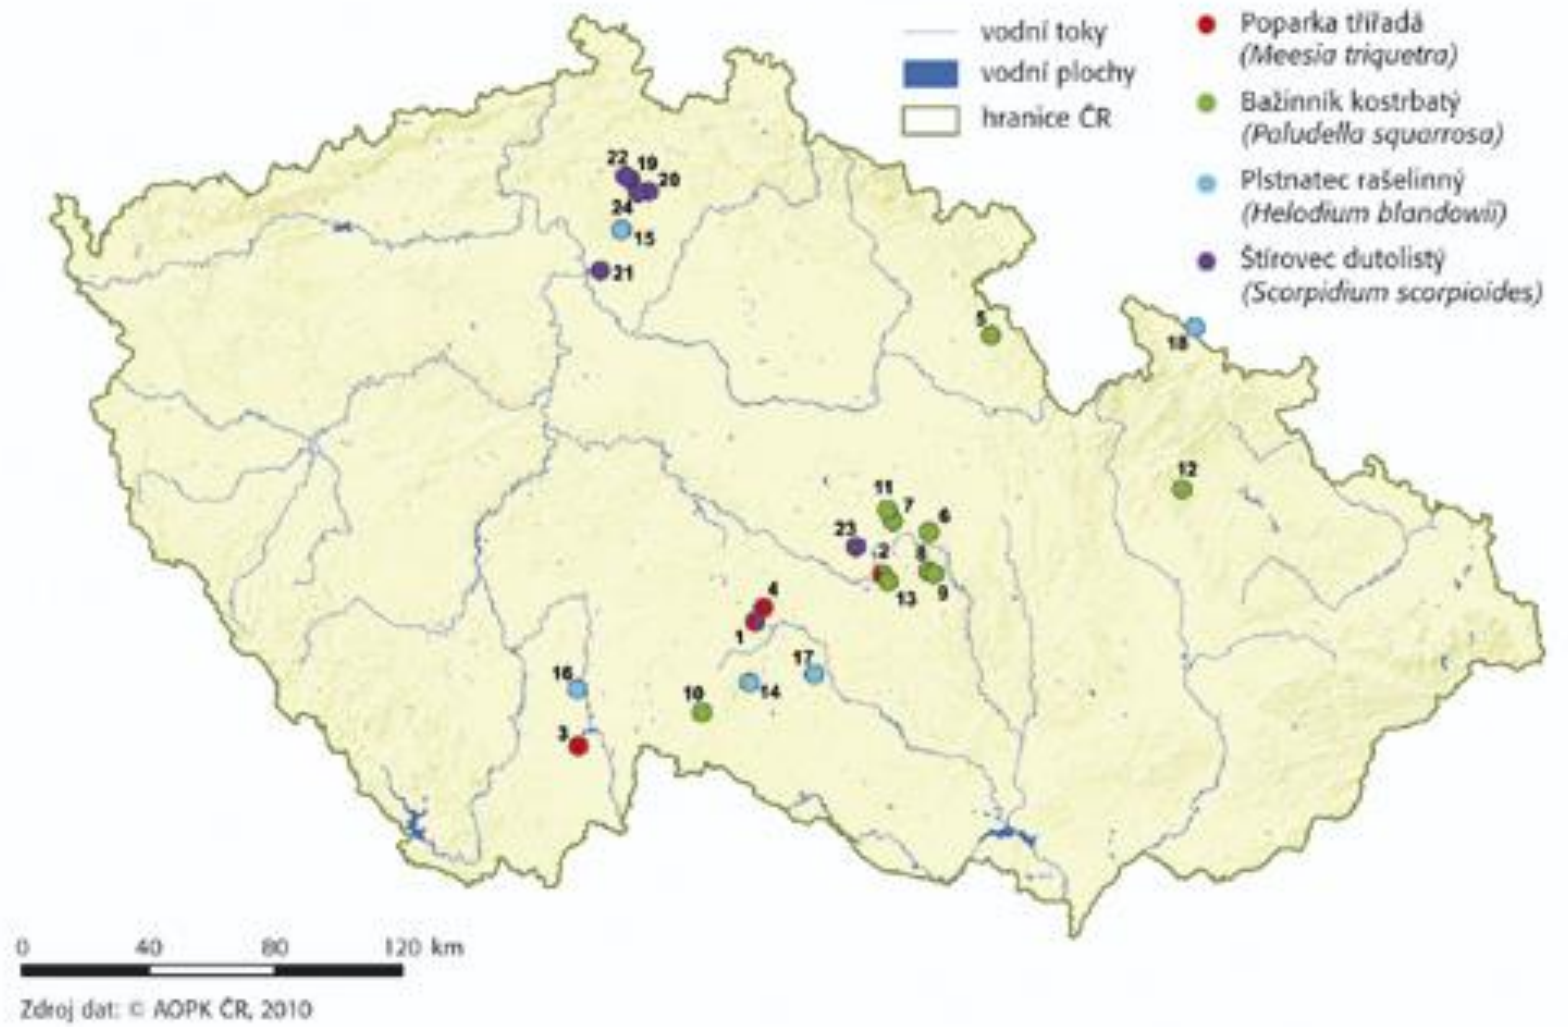 vodní toky
vodní plochy
hranice ČR
Poparka třířadá
(Meesia triquetra)
Bažinník kostrbatý
(Paludella squarrosa)
Plstnatec rašelinný
(Helodium blandowii)
Štírovec dutolistý
(Scorpidium scorpioides)
22
19
20
24
15
21
5
18
12
11
7
6
23
2
8
13
9
4
1
17
16
14
10
3
0 40 80 120 km
Zdroj dat: © AOPK ČR, 2010